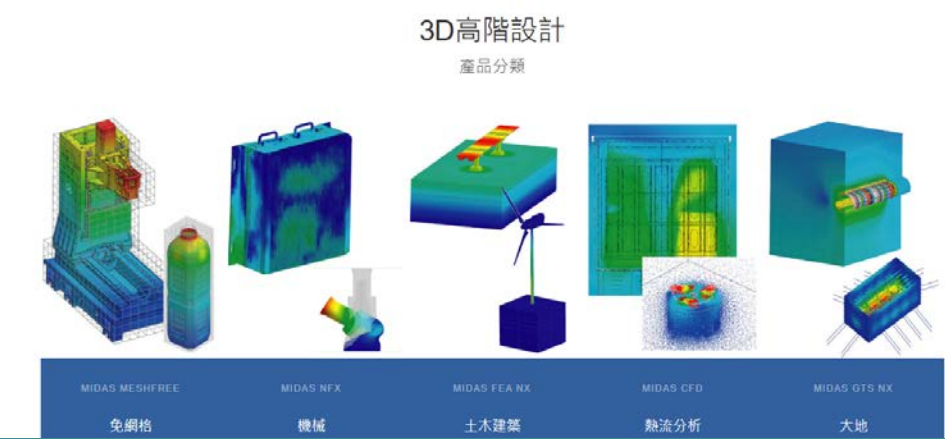 3D高階設計
產品分類
MIDAS MESHFREE
MIDAS NFX
MIDAS FEA NX
MIDAS CFD
MIDAS GTS NX
免網格
機械
土木建築
熱流分析
大地